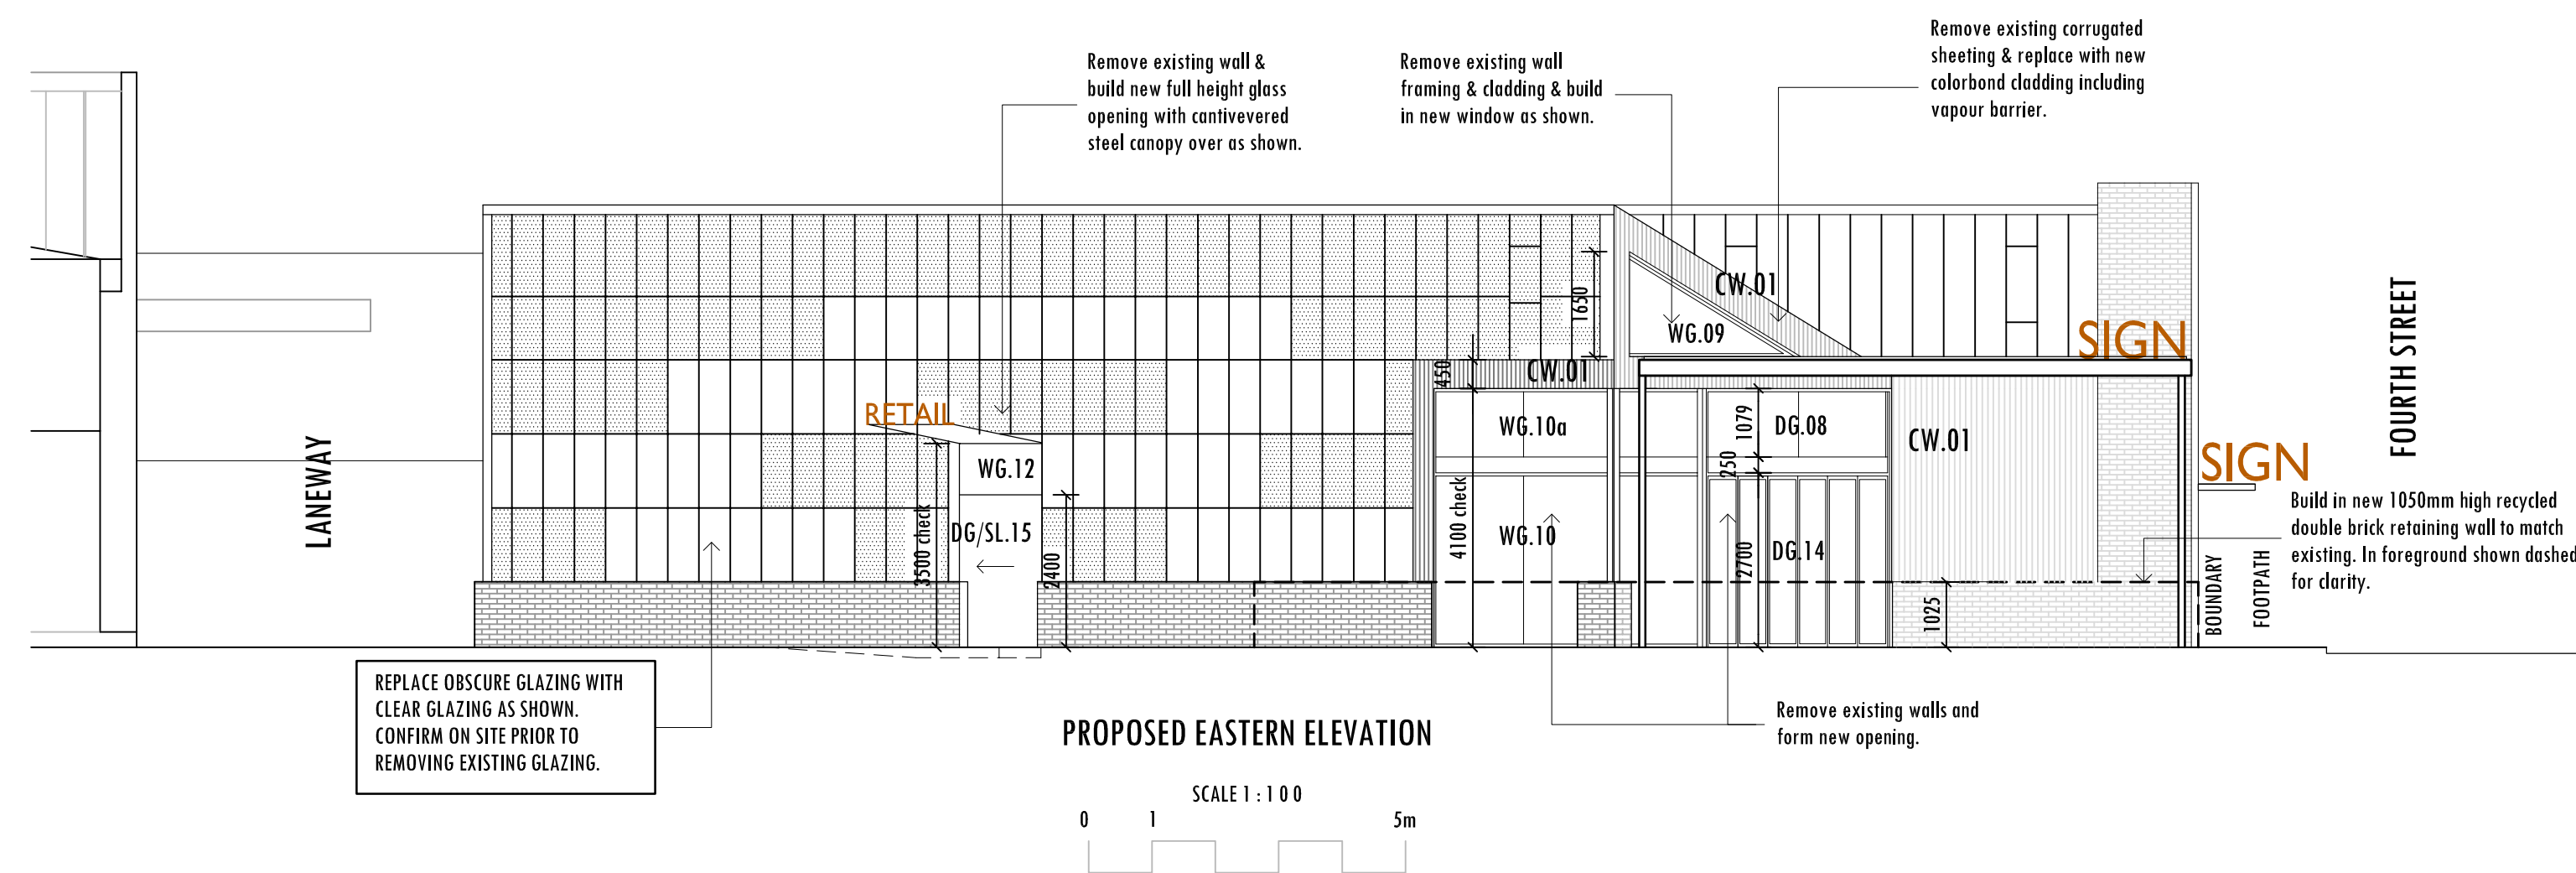 Remove existing wall &
build new full height glass
opening with cantivevered
steel canopy over as shown.
Remove existing wall
framing & cladding & build
in new window as shown.
Remove existing corrugated
sheeting & replace with new
colorbond cladding including
vapour barrier.
CW.01
1650
WG.09
SIGN
FOURTH STREET
450
CW.01
RETAIL
WG.10a
1079
DG.08
CW.01
LANEWAY
WG.12
250
SIGN
3500 check
DG/SL.15
2400
4100 check
WG.10
2700
DG.14
1025
BOUNDARY
FOOTPATH
Build in new 1050mm high recycled
double brick retaining wall to match
existing. In foreground shown dashed
for clarity.
REPLACE OBSCURE GLAZING WITH
CLEAR GLAZING AS SHOWN.
CONFIRM ON SITE PRIOR TO
REMOVING EXISTING GLAZING.
Remove existing walls and
form new opening.
PROPOSED EASTERN ELEVATION
SCALE 1 : 1 0 0
0 1 5m